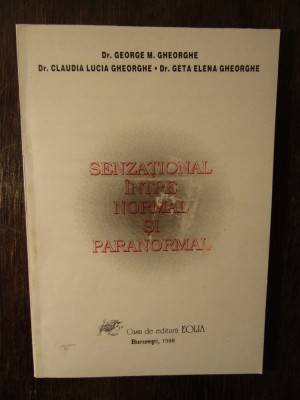 Dr. GEORGE M. GHEORGHE
Dr. CLAUDIA LUCIA GHEORGHE • Dr. GETA ELENA GHEORGHE
SENZAȚIONAL
ÎNTRE
NORMAL
ȘI
PARANORMAL
Casa de editură EOLIA
București, 1998